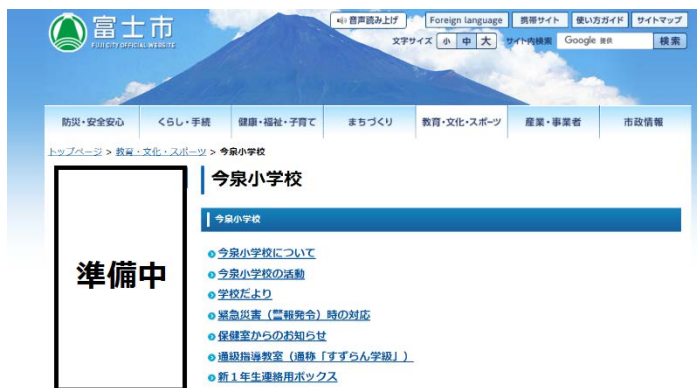 富士市
FUJI CITY OFFICIAL WEBSITE
音声読み上げ Foreign language 携帯サイト 使い方ガイド サイトマップ
文字サイズ 小 中 大 サイト内検索 Google 提供 検索
防災・安全安心 くらし・手続 健康・福祉・子育て まちづくり 教育・文化・スポーツ 産業・事業者 市政情報
トップページ > 教育・文化・スポーツ > 今泉小学校
今泉小学校
今泉小学校
準備中
今泉小学校について
今泉小学校の活動
学校だより
緊急災害（警報発令）時の対応
保健室からのお知らせ
通級指導教室（通称「すずらん学級」）
新１年生連絡用ボックス